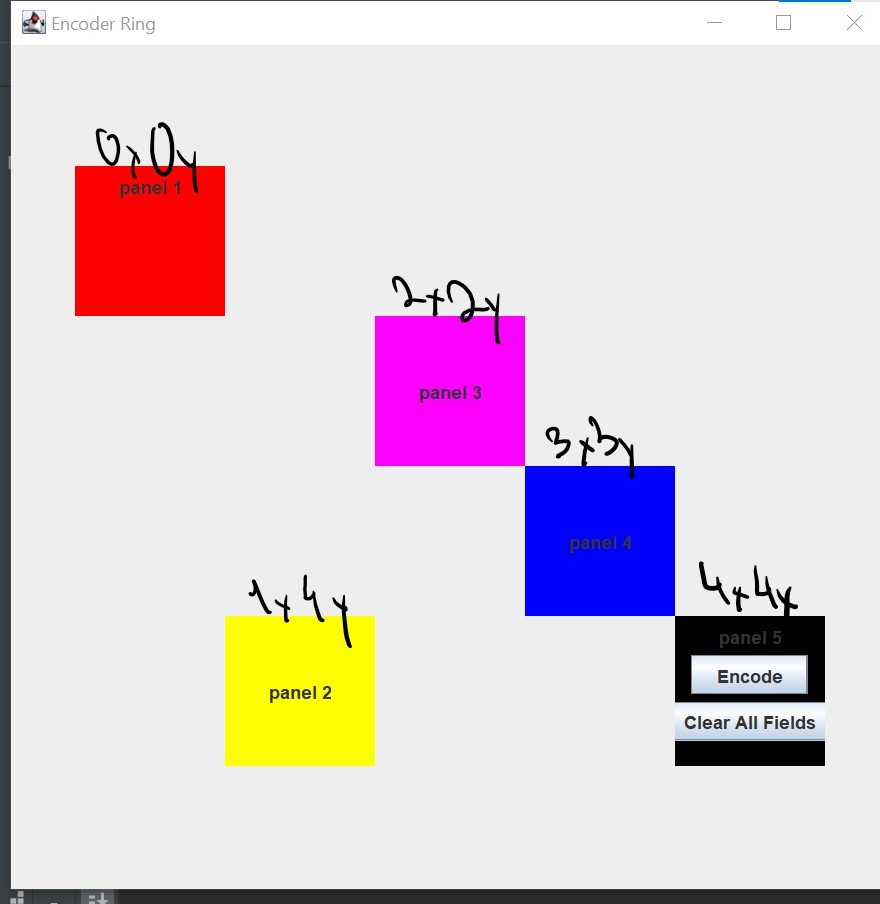 Encoder Ring
0x0y
panel 1
2x2y
panel 3
3x3y
panel 4
1x4y
panel 2
4x4x
panel 5
Encode
Clear All Fields